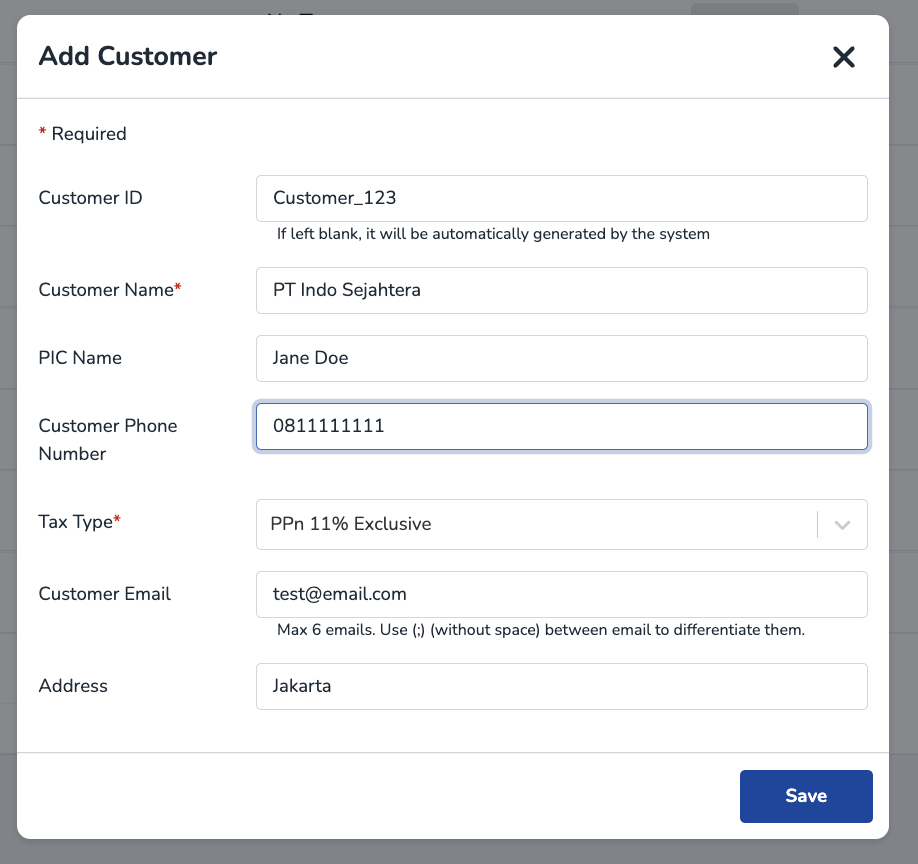 Add Customer
* Required
Customer ID
Customer_123
If left blank, it will be automatically generated by the system
Customer Name*
PT Indo Sejahtera
PIC Name
Jane Doe
Customer Phone
Number
0811111111
Tax Type*
PPn 11% Exclusive
Customer Email
test@email.com
Max 6 emails. Use (;) (without space) between email to differentiate them.
Address
Jakarta
Save